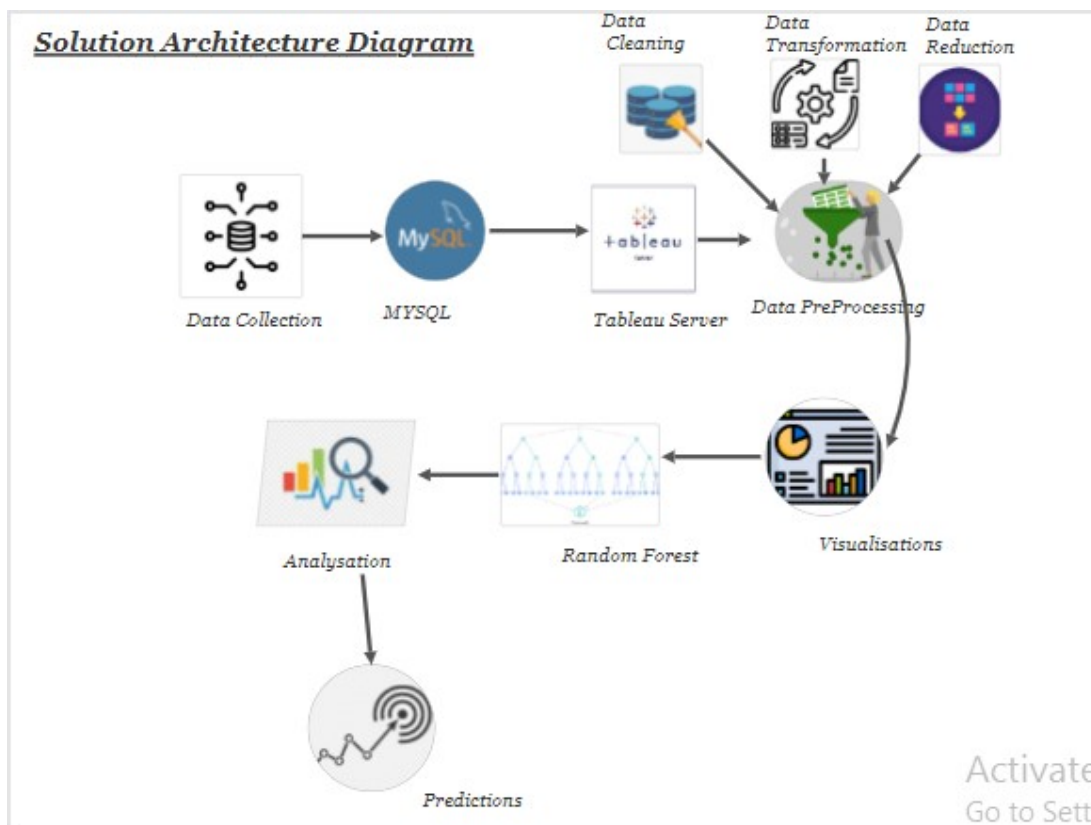 Solution Architecture Diagram
Data
Cleaning
Data
Transformation
Data
Reduction
MySQL
+ableau
Data Collection
MYSQL
Tableau Server
Data PreProcessing
Analysation
Random Forest
Visualisations
Predictions
Activate
Go to Sett